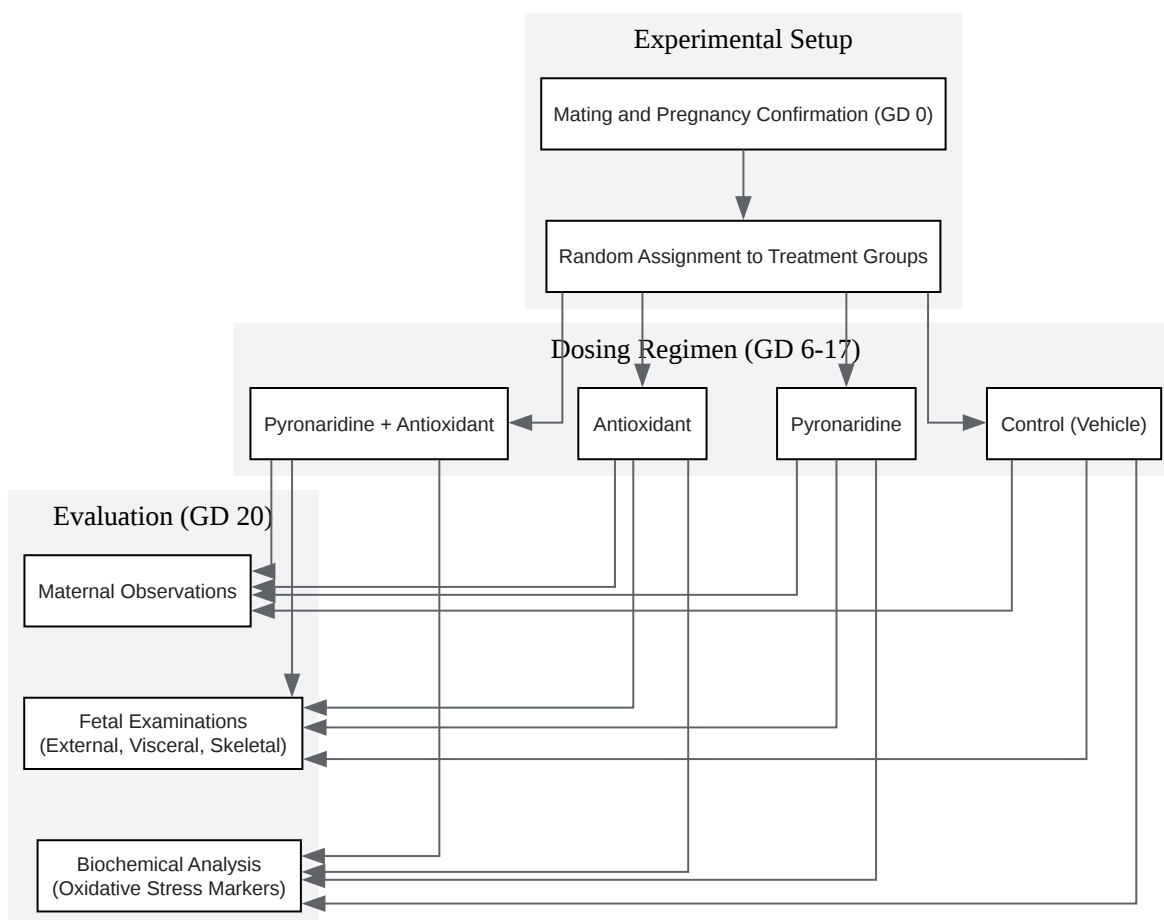 Experimental Setup
Mating and Pregnancy Confirmation (GD 0)
Random Assignment to Treatment Groups
Dosing Regimen (GD 6-17)
Pyronaridine + Antioxidant
Antioxidant
Pyronaridine
Control (Vehicle)
Evaluation (GD 20)
Maternal Observations
Fetal Examinations
(External, Visceral, Skeletal)
Biochemical Analysis
(Oxidative Stress Markers)